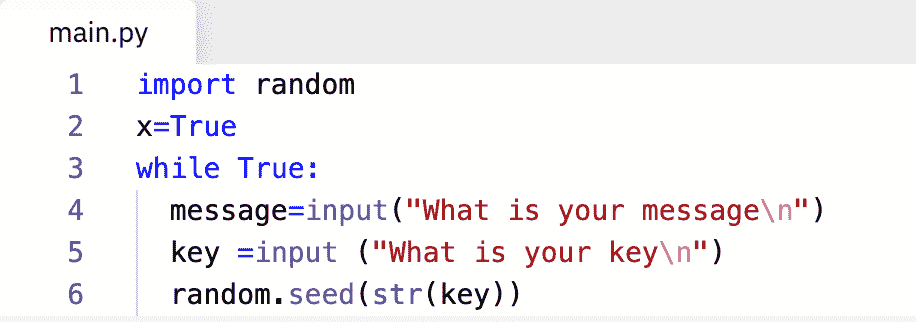 main.py
1 import random
2 x=True
3 while True:
4 message=input("What is your message\n")
5 key =input ("What is your key\n")
6 random.seed(str(key))